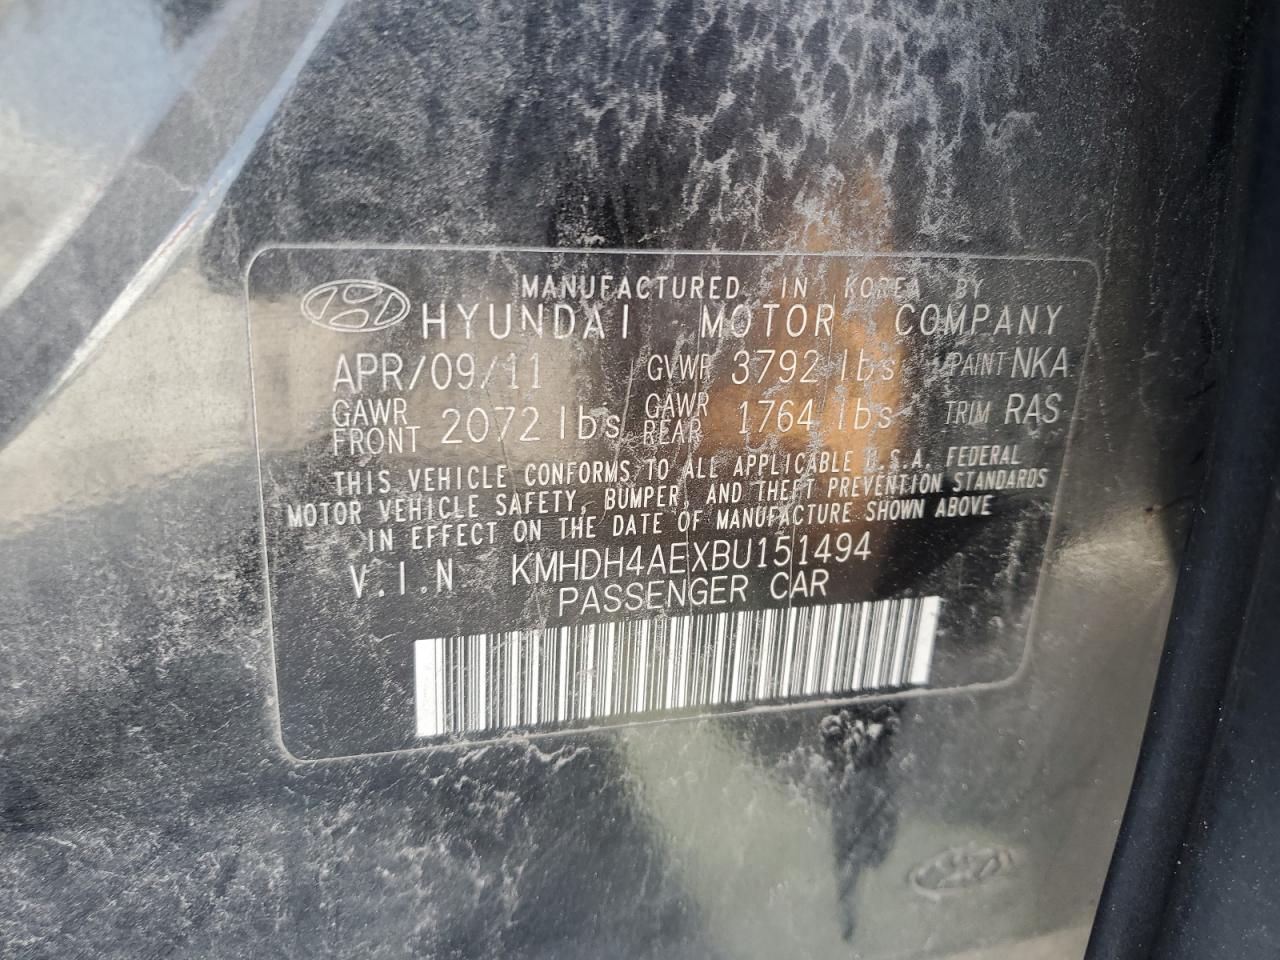 MANUFACTURED IN KOREA BY
HYUNDAI MOTOR COMPANY
APR/09/11 GVWR 3792 lbs PAINT NKA
GAWR FRONT 2072 lbs GAWR REAR 1764 lbs TRIM RAS
THIS VEHICLE CONFORMS TO ALL APPLICABLE U.S.A. FEDERAL
MOTOR VEHICLE SAFETY, BUMPER, AND THEFT PREVENTION STANDARDS
IN EFFECT ON THE DATE OF MANUFACTURE SHOWN ABOVE
V.I.N KMHDH4AEXBU151494
PASSENGER CAR